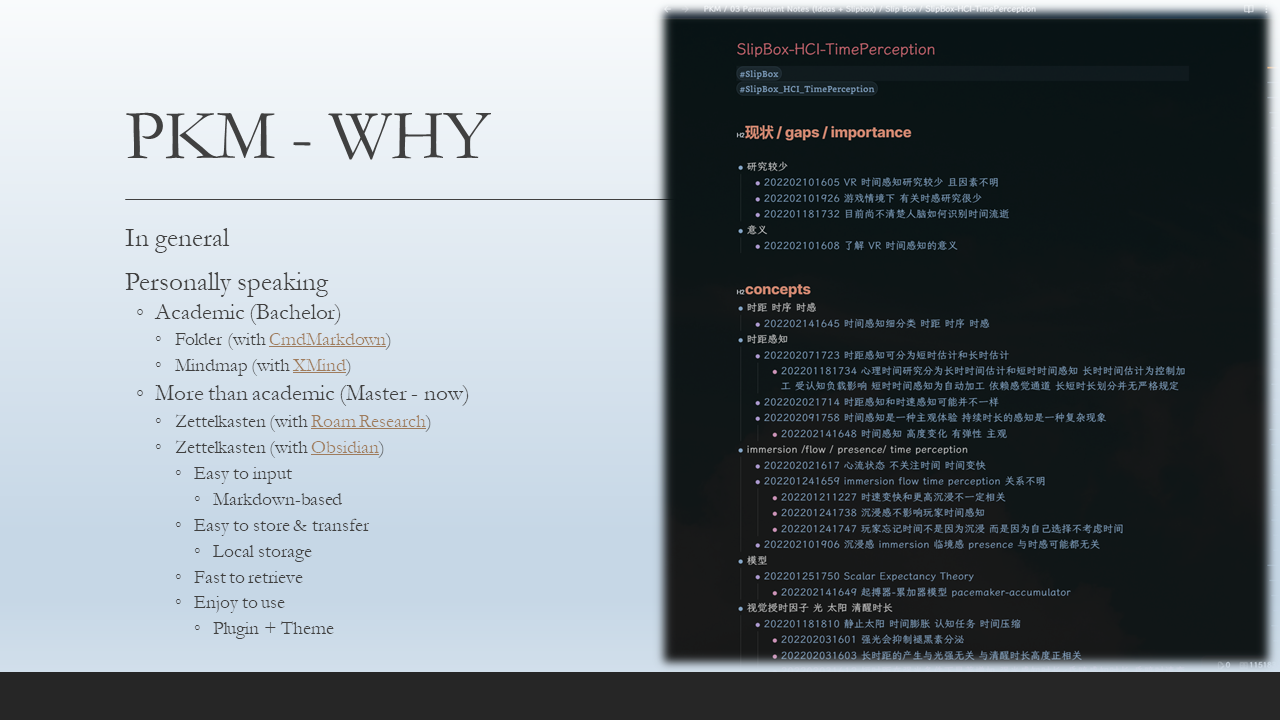 PKM - WHY
In general
Personally speaking
◦ Academic (Bachelor)
◦ Folder (with CmdMarkdown)
◦ Mindmap (with XMind)
◦ More than academic (Master - now)
◦ Zettelkasten (with Roam Research)
◦ Zettelkasten (with Obsidian)
◦ Easy to input
◦ Markdown-based
◦ Easy to store & transfer
◦ Local storage
◦ Fast to retrieve
◦ Enjoy to use
◦ Plugin + Theme
PKM / 03 Permanent Notes (Ideas + Slipbox) / Slip Box / SlipBox-HCI-TimePerception
SlipBox-HCI-TimePerception
#SlipBox
#SlipBox_HCI_TimePerception
H2现状 / gaps / importance
• 研究较少
• 202202101605 VR 时间感知研究较少 且因素不明
• 202202101926 游戏情境下 有关时感研究很少
• 202201181732 目前尚不清楚人脑如何识别时间流逝
• 意义
• 202202101608 了解 VR 时间感知的意义
H2concepts
• 时距 时序 时感
• 202202141645 时间感知细分类 时距 时序 时感
• 时距感知
• 202202071723 时距感知可分为短时估计和长时估计
• 202201181734 心理时间研究分为长时时间估计和短时时间感知 长时时间估计为控制加
工 受认知负载影响 短时时间感知为自动加工 依赖感觉通道 长短时长划分并无严格规定
• 202202021714 时距感知和时速感知可能并不一样
• 202202091758 时间感知是一种主观体验 持续时长的感知是一种复杂现象
• 202202141648 时间感知 高度变化 有弹性 主观
• immersion /flow / presence/ time perception
• 202202021617 心流状态 不关注时间 时间变快
• 202201241659 immersion flow time perception 关系不明
• 202201211227 时速变快和更高沉浸不一定相关
• 202201241738 沉浸感不影响玩家时间感知
• 202201241747 玩家忘记时间不是因为沉浸 而是因为自己选择不考虑时间
• 202202101906 沉浸感 immersion 临境感 presence 与时感可能都无关
• 模型
• 202201251750 Scalar Expectancy Theory
• 202202141649 起搏器-累加器模型 pacemaker-accumulator
• 视觉授时因子 光 太阳 清醒时长
• 202201181810 静止太阳 时间膨胀 认知任务 时间压缩
• 202202031601 强光会抑制褪黑素分泌
• 202202031603 长时距的产生与光强无关 与清醒时长高度正相关